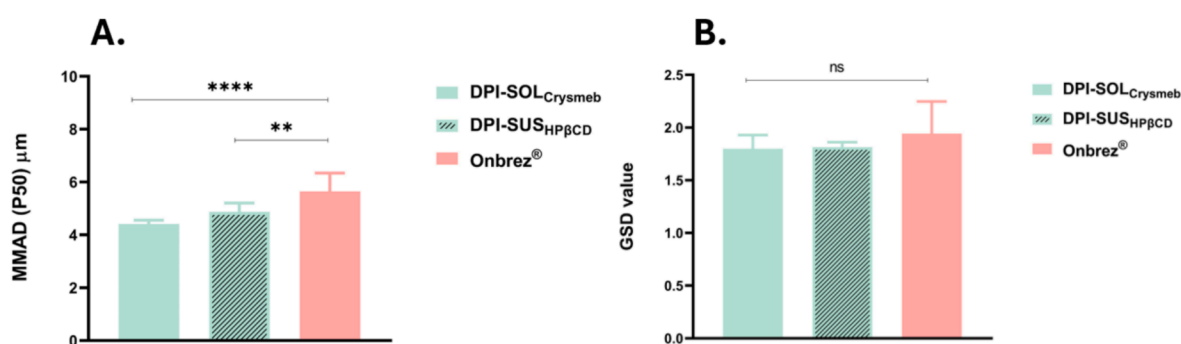 A.
MMAD (P50) μm
10
8
6
4
2
0
****
**
DPI-SOLCrysmeb
DPI-SUSHPβCD
Onbrez®
B.
GSD value
2.5
2.0
1.5
1.0
0.5
0.0
ns
DPI-SOLCrysmeb
DPI-SUSHPβCD
Onbrez®